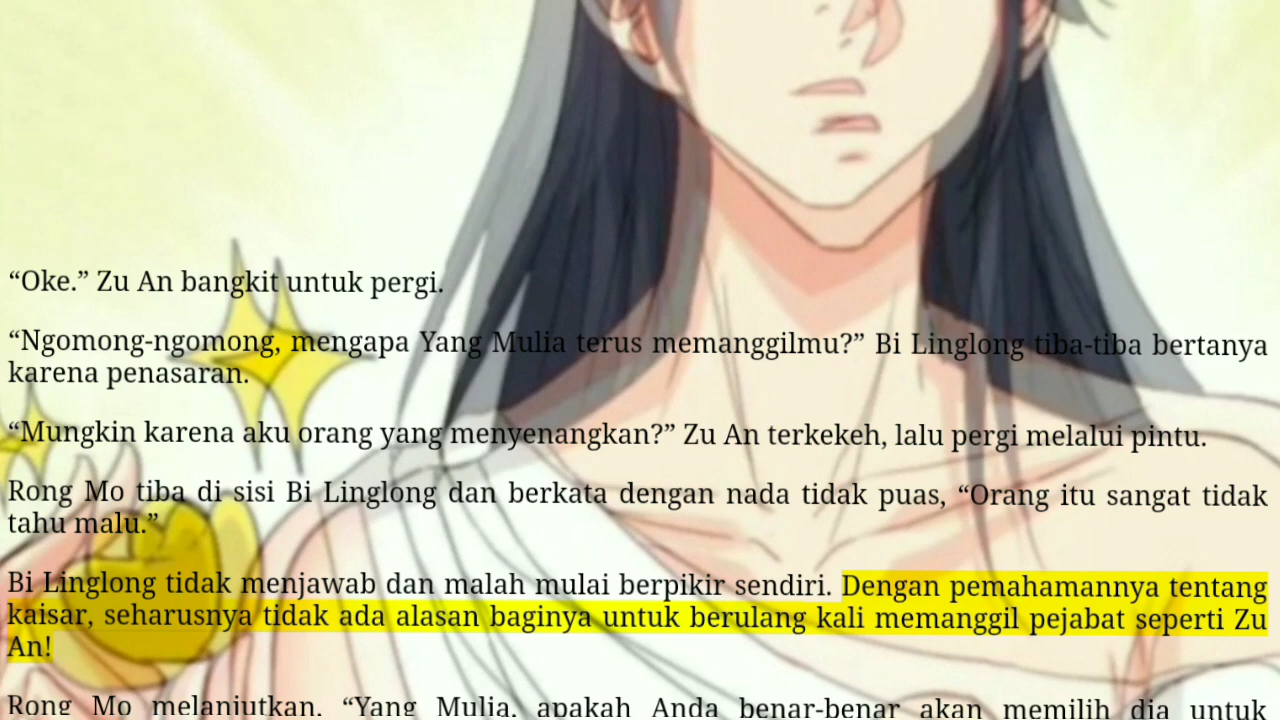 “Oke.” Zu An bangkit untuk pergi.
“Ngomong-ngomong, mengapa Yang Mulia terus memanggilmu?” Bi Linglong tiba-tiba bertanya
karena penasaran.
“Mungkin karena aku orang yang menyenangkan?” Zu An terkekeh, lalu pergi melalui pintu.
Rong Mo tiba di sisi Bi Linglong dan berkata dengan nada tidak puas, “Orang itu sangat tidak
tahu malu.”
Bi Linglong tidak menjawab dan malah mulai berpikir sendiri. Dengan pemahamannya tentang
kaisar, seharusnya tidak ada alasan baginya untuk berulang kali memanggil pejabat seperti Zu
An!
Rong Mo melanjutkan, “Yang Mulia, apakah Anda benar-benar akan memilih dia untuk